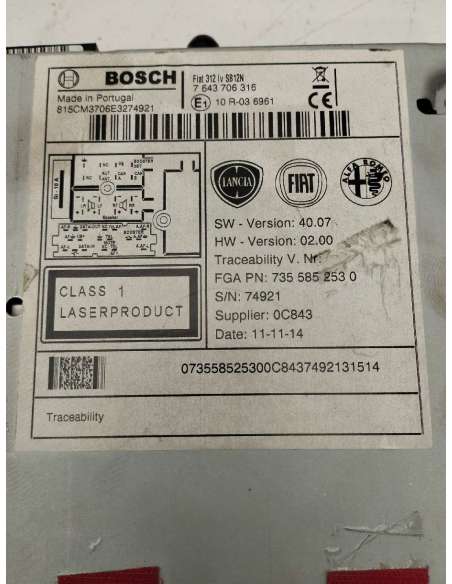 BOSCH
Fiat 312 lv SB12N
7 643 706 316
Made in Portugal
815CM3706E3274921
E1 10 R-03 6961
CE
LANCIA
FIAT
ALFA ROMEO
SW - Version: 40.07
HW - Version: 02.00
Traceability V. Nr.
FGA PN: 735 585 253 0
S/N: 74921
Supplier: 0C843
Date: 11-11-14
CLASS 1
LASERPRODUCT
073558525300C8437492131514
Traceability